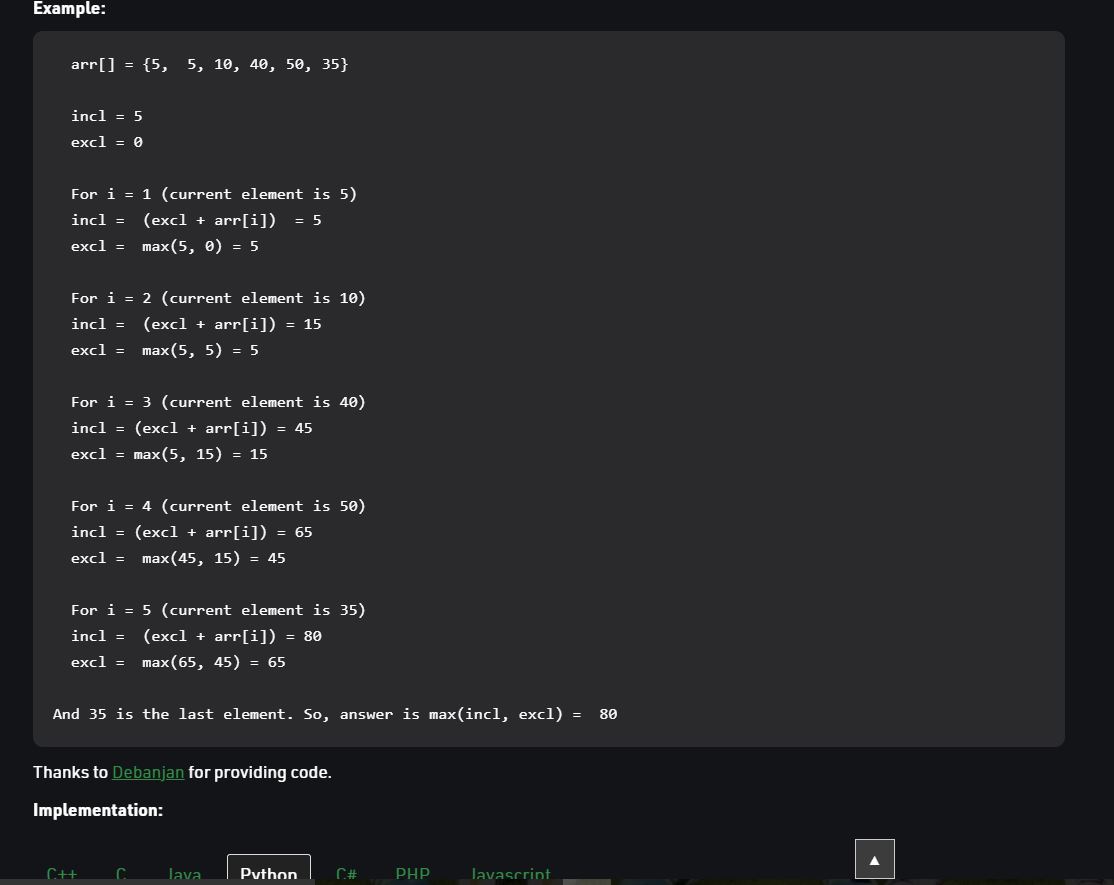 Example:
arr[] = {5,  5, 10, 40, 50, 35}
incl = 5
excl = 0
For i = 1 (current element is 5)
incl =  (excl + arr[i])  = 5
excl =  max(5, 0) = 5
For i = 2 (current element is 10)
incl =  (excl + arr[i]) = 15
excl =  max(5, 5) = 5
For i = 3 (current element is 40)
incl = (excl + arr[i]) = 45
excl = max(5, 15) = 15
For i = 4 (current element is 50)
incl = (excl + arr[i]) = 65
excl =  max(45, 15) = 45
For i = 5 (current element is 35)
incl =  (excl + arr[i]) = 80
excl =  max(65, 45) = 65
And 35 is the last element. So, answer is max(incl, excl) =  80
Thanks to Debanjan for providing code.
Implementation:
C++ C Java Python C# PHP Javascript